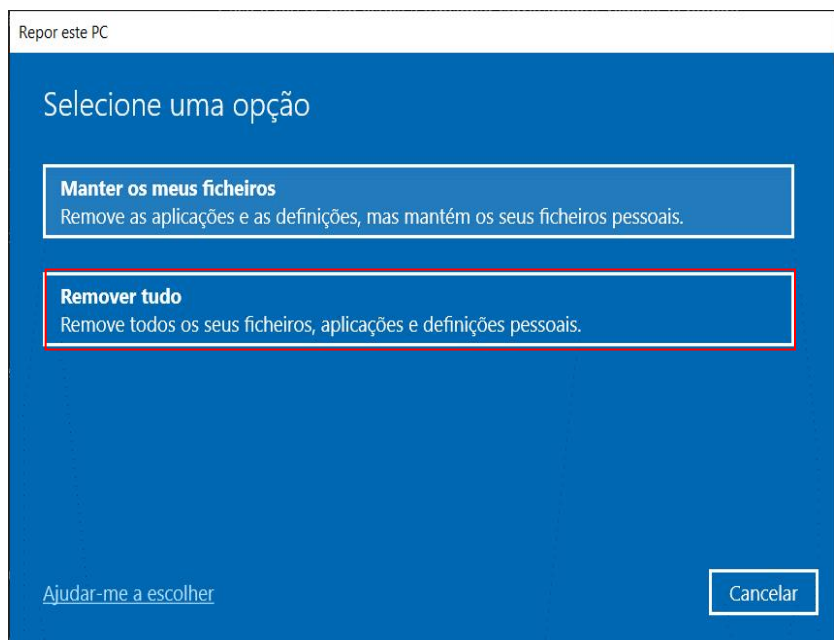 Repor este PC
Selecione uma opção
Manter os meus ficheiros
Remove as aplicações e as definições, mas mantém os seus ficheiros pessoais.
Remover tudo
Remove todos os seus ficheiros, aplicações e definições pessoais.
Ajudar-me a escolher
Cancelar